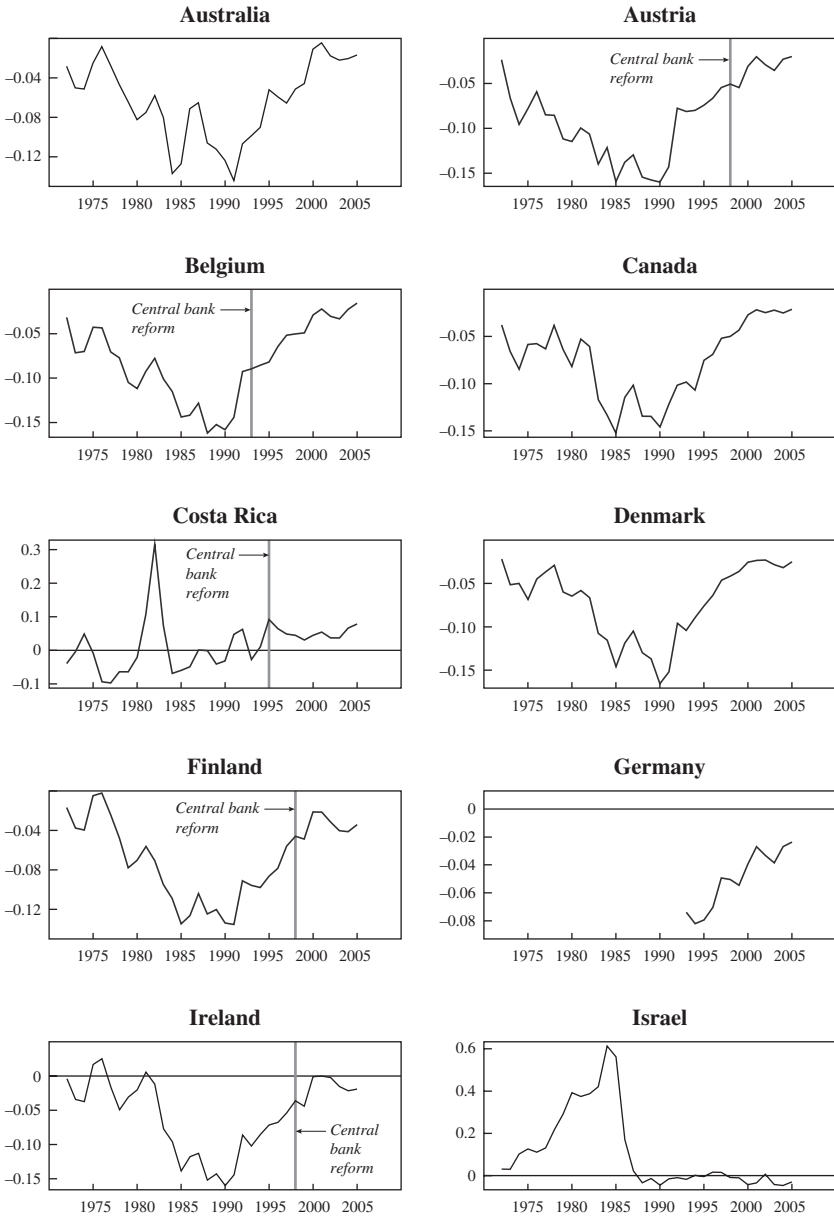 Australia
–0.04
–0.08
–0.12
1975 1980 1985 1990 1995 2000 2005
Austria
Central bank
reform
–0.05
–0.10
–0.15
1975 1980 1985 1990 1995 2000 2005
Belgium
Central bank
reform
–0.05
–0.10
–0.15
1975 1980 1985 1990 1995 2000 2005
Canada
–0.05
–0.10
–0.15
1975 1980 1985 1990 1995 2000 2005
Costa Rica
0.3
Central
bank
reform
0.2
0.1
0
–0.1
1975 1980 1985 1990 1995 2000 2005
Denmark
–0.05
–0.10
–0.15
1975 1980 1985 1990 1995 2000 2005
Finland
Central bank
reform
–0.04
–0.08
–0.12
1975 1980 1985 1990 1995 2000 2005
Germany
0
–0.02
–0.04
–0.06
–0.08
1975 1980 1985 1990 1995 2000 2005
Ireland
0
–0.05
–0.10
–0.15
Central
bank
reform
1975 1980 1985 1990 1995 2000 2005
Israel
0.6
0.4
0.2
0
1975 1980 1985 1990 1995 2000 2005